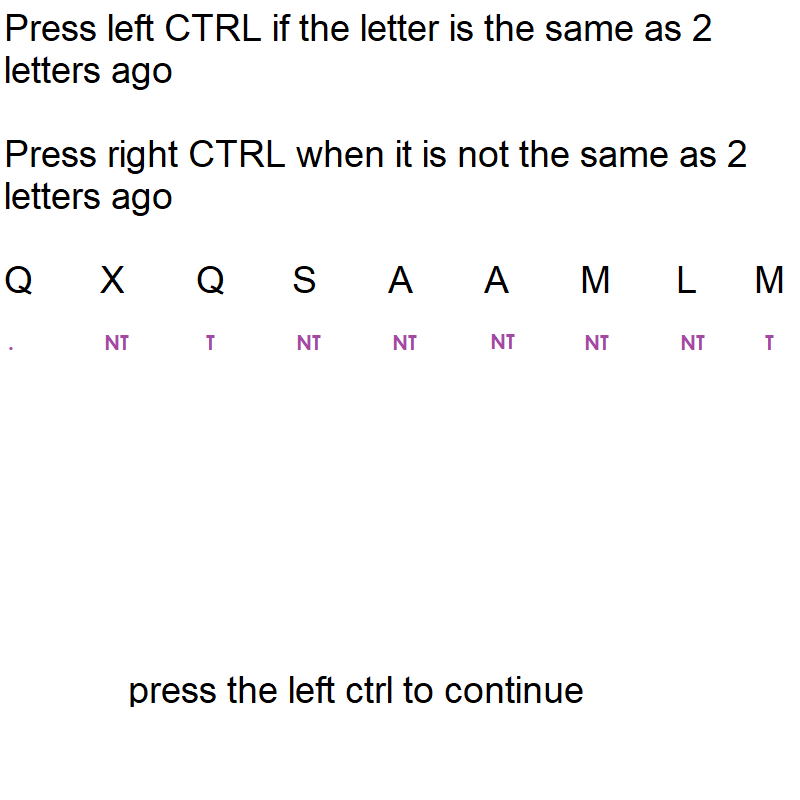 Press left CTRL if the letter is the same as 2
letters ago
Press right CTRL when it is not the same as 2
letters ago
Q X Q S A A M L M
. NT T NT NT NT NT NT T
press the left ctrl to continue